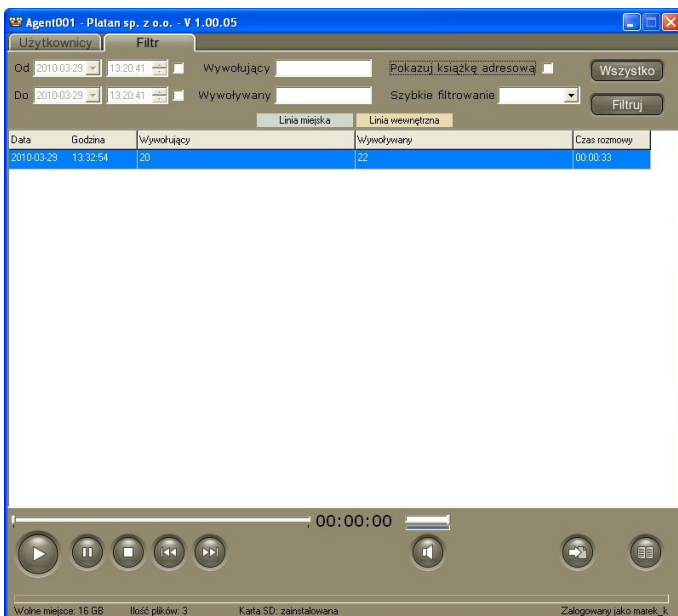 Agent001 - Platan sp. z o.o. - V 1.00.05
Użytkownicy Filtr
Od 2010-03-29 13:20:41 Wywołujący Pokazuj książkę adresową Wszystko
Do 2010-03-29 13:20:41 Wywoływany Szybkie filtrowanie Filtruj
Linia miejska Linia wewnętrzna
Data Godzina Wywołujący Wywoływany Czas rozmowy
2010-03-29 13:32:54 20 22 00:00:33
00:00:00
Wolne miejsce: 16 GB Ilość plików: 3 Karta SD: zainstalowana Zalogowany jako marek_k